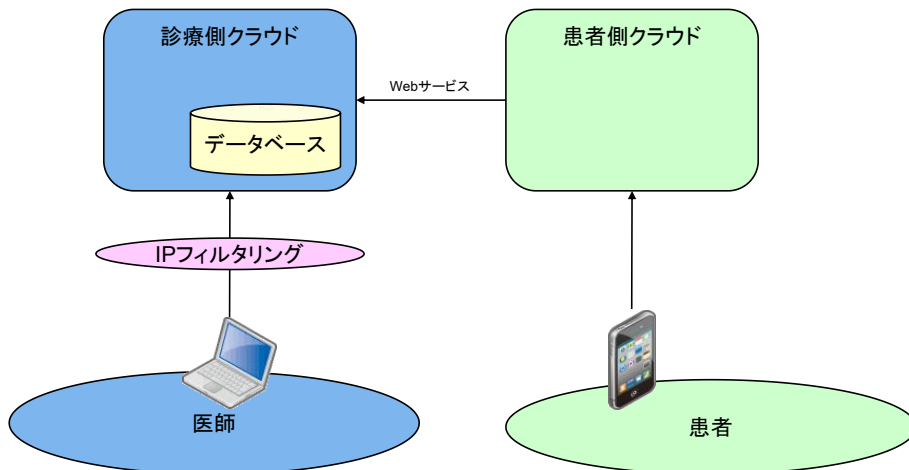 診療側クラウド
患者側クラウド
Webサービス
データベース
IPフィルタリング
医師
患者